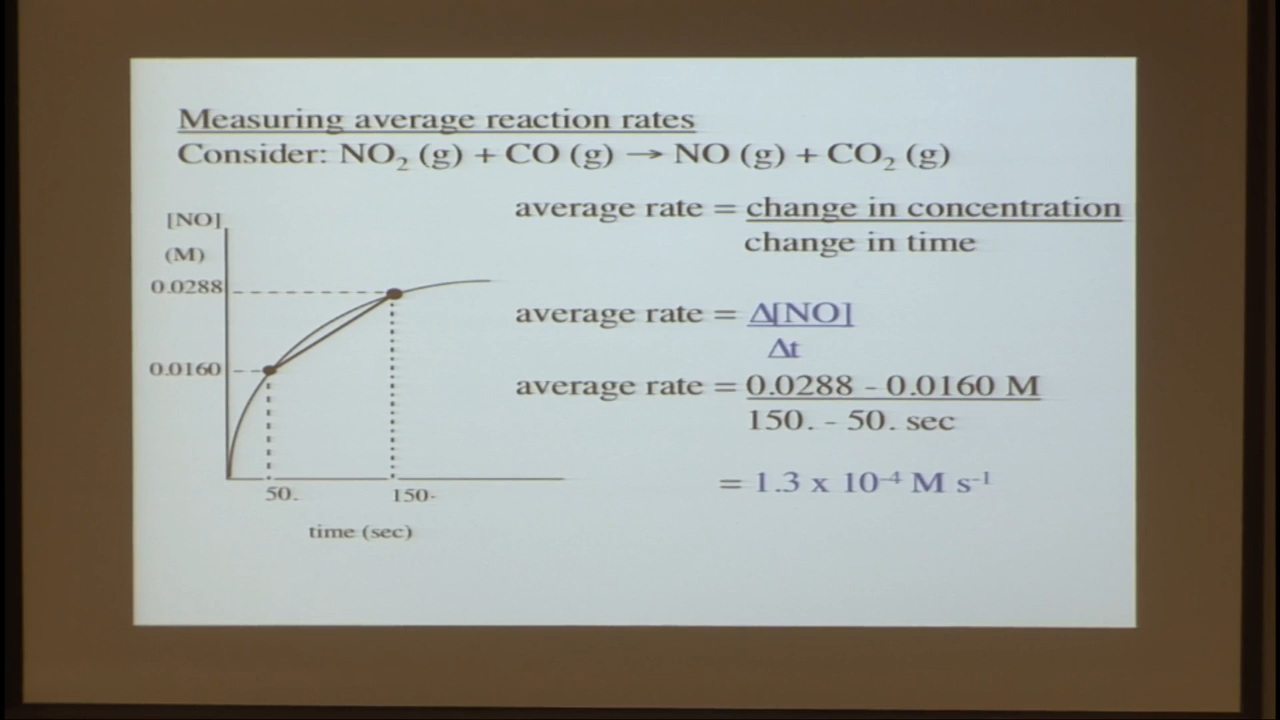 Measuring average reaction rates
Consider: NO₂ (g) + CO (g) → NO (g) + CO₂ (g)
average rate = change in concentration
change in time
[NO]
(M)
0.0288
0.0160
50.
150-
time (sec)
average rate = Δ[NO]
Δt
average rate = 0.0288 - 0.0160 M
150. - 50. sec
= 1.3 x 10⁻⁴ M s⁻¹